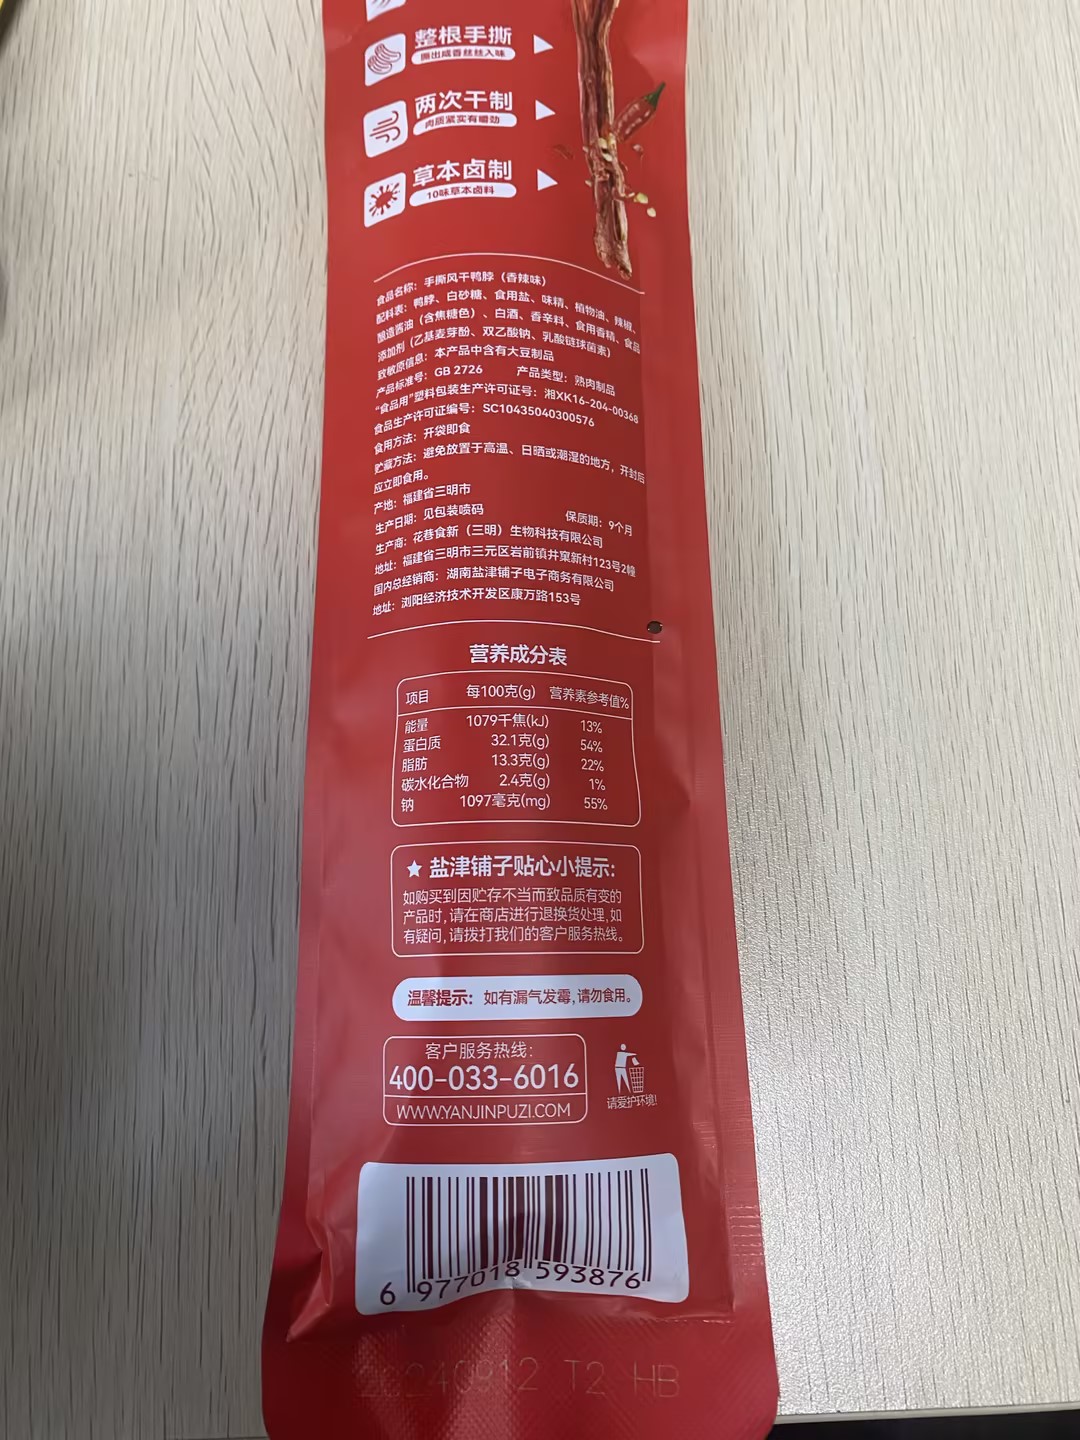 整根手撕
撕出咸香丝丝入味
两次干制
肉质紧实有嚼劲
草本卤制
10味草本卤料
食品名称：手撕风干鸭脖（香辣味）
配料表：鸭脖、白砂糖、食用盐、味精、植物油、辣椒、
酿造酱油（含焦糖色）、白酒、香辛料、食用香精、食品
添加剂（乙基麦芽酚、双乙酸钠、乳酸链球菌素）
致敏原信息：本产品中含有大豆制品
产品标准号：GB 2726 产品类型：熟肉制品
“食品用”塑料包装生产许可证号：湘XK16-204-00368
食品生产许可证编号：SC10435040300576
食用方法：开袋即食
贮藏方法：避免放置于高温、日晒或潮湿的地方，开封后
应立即食用。
产地：福建省三明市
生产日期：见包装喷码 保质期：9个月
生产商：花巷食新（三明）生物科技有限公司
地址：福建省三明市三元区岩前镇井窠新村123号2幢
国内总经销商：湖南盐津铺子电子商务有限公司
地址：浏阳经济技术开发区康万路153号
营养成分表
项目 每100克(g) 营养素参考值%
能量 1079千焦(kJ) 13%
蛋白质 32.1克(g) 54%
脂肪 13.3克(g) 22%
碳水化合物 2.4克(g) 1%
钠 1097毫克(mg) 55%
★ 盐津铺子贴心小提示:
如购买到因贮存不当而致品质有变的
产品时,请在商店进行退换货处理,如
有疑问,请拨打我们的客户服务热线。
温馨提示：如有漏气发霉,请勿食用。
客户服务热线：
400-033-6016
WWW.YANJINPUZI.COM
请爱护环境!
6 977018 593876
20240912 T2 HB